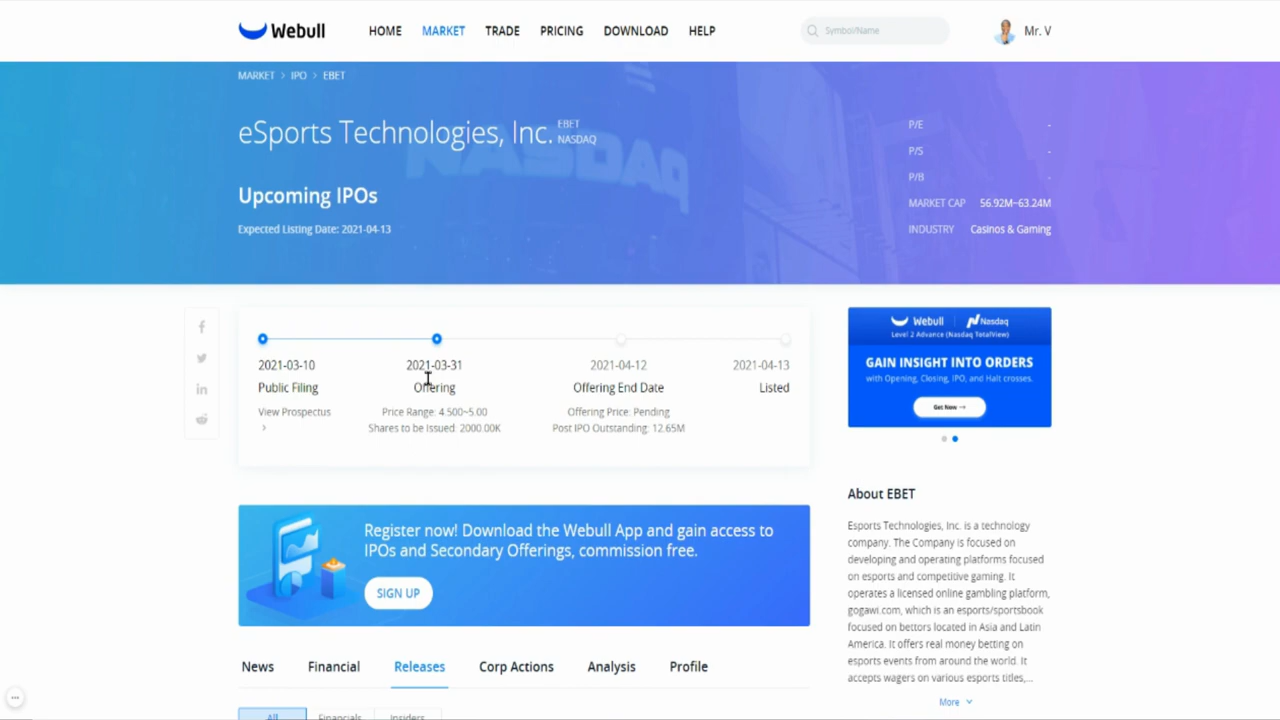 Webull
HOME MARKET TRADE PRICING DOWNLOAD HELP
Symbol/Name
Mr. V
MARKET > IPO > EBET
eSports Technologies, Inc. EBET
NASDAQ
Upcoming IPOs
Expected Listing Date: 2021-04-13
P/E -
P/S -
P/B -
MARKET CAP 56.92M~63.24M
INDUSTRY Casinos & Gaming
NASDAQ
2021-03-10
Public Filing
View Prospectus
>
2021-03-31
Offering
Price Range: 4.500~5.00
Shares to be Issued: 2000.00K
2021-04-12
Offering End Date
Offering Price: Pending
Post IPO Outstanding: 12.65M
2021-04-13
Listed
Webull | Nasdaq
Level 2 Advance (Nasdaq TotalView)
GAIN INSIGHT INTO ORDERS
with Opening, Closing, IPO, and Halt crosses.
Get Now →
Register now! Download the Webull App and gain access to
IPOs and Secondary Offerings, commission free.
SIGN UP
About EBET
Esports Technologies, Inc. is a technology
company. The Company is focused on
developing and operating platforms focused
on esports and competitive gaming. It
operates a licensed online gambling platform,
gogawi.com, which is an esports/sportsbook
focused on bettors located in Asia and Latin
America. It offers real money betting on
esports events from around the world. It
accepts wagers on various esports titles,...
More
News Financial Releases Corp Actions Analysis Profile
All Financials Insiders